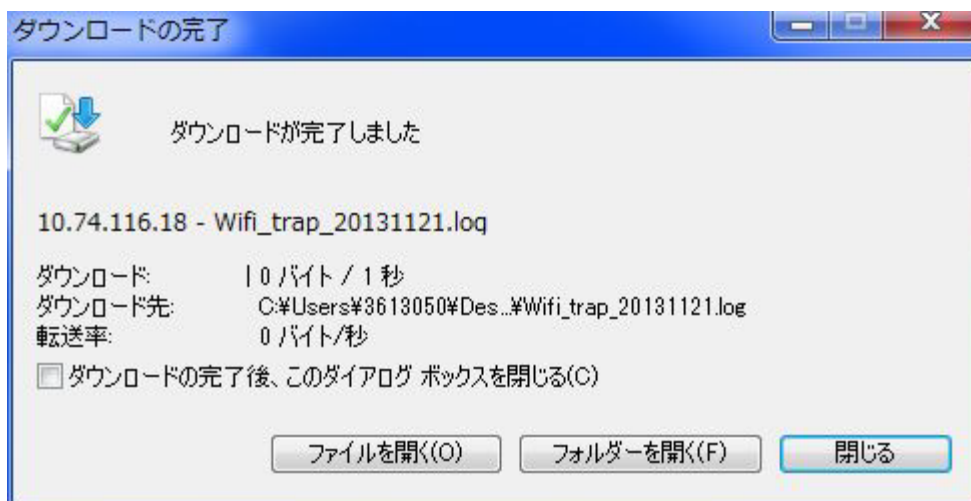 ダウンロードの完了
ダウンロードが完了しました
10.74.116.18 - Wifi_trap_20131121.log
ダウンロード: | 0 バイト / 1 秒
ダウンロード先: C:¥Users¥3613050¥Des...¥Wifi_trap_20131121.log
転送率: 0 バイト/秒
ダウンロードの完了後、このダイアログ ボックスを閉じる(C)
ファイルを開く(O) フォルダーを開く(F) 閉じる